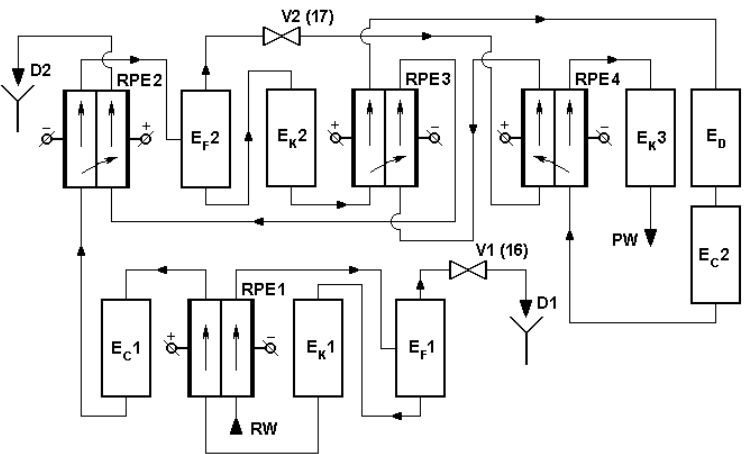 V2 (17)
D2
RPE2
RPE3
RPE4
− +
+ −
+ −
E_F2
E_K2
E_K3
E_D
PW
E_C2
V1 (16)
RPE1
D1
+ −
E_C1
E_K1
E_F1
RW